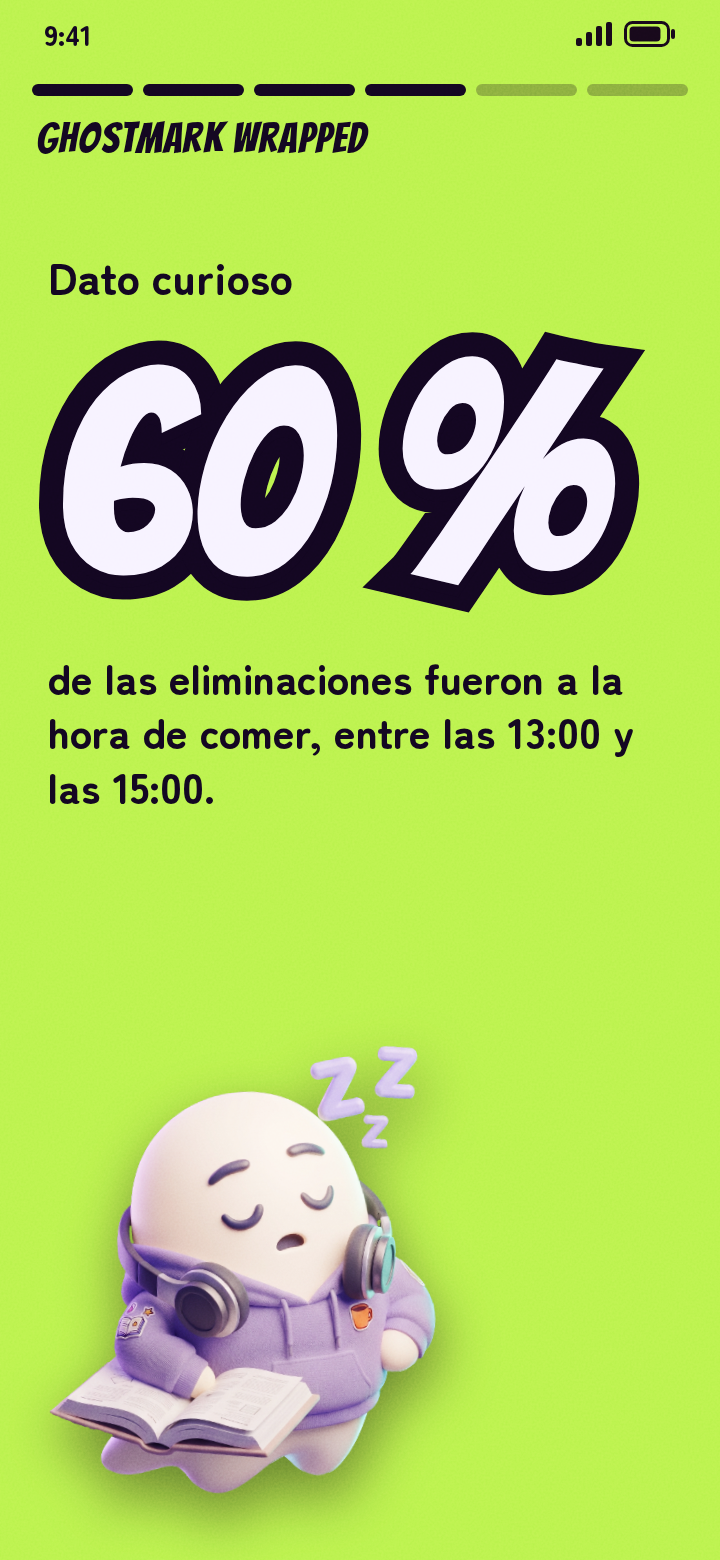 9:41
GHOSTMARK WRAPPED
Dato curioso
60 %
de las eliminaciones fueron a la
hora de comer, entre las 13:00 y
las 15:00.
Z Z
Z